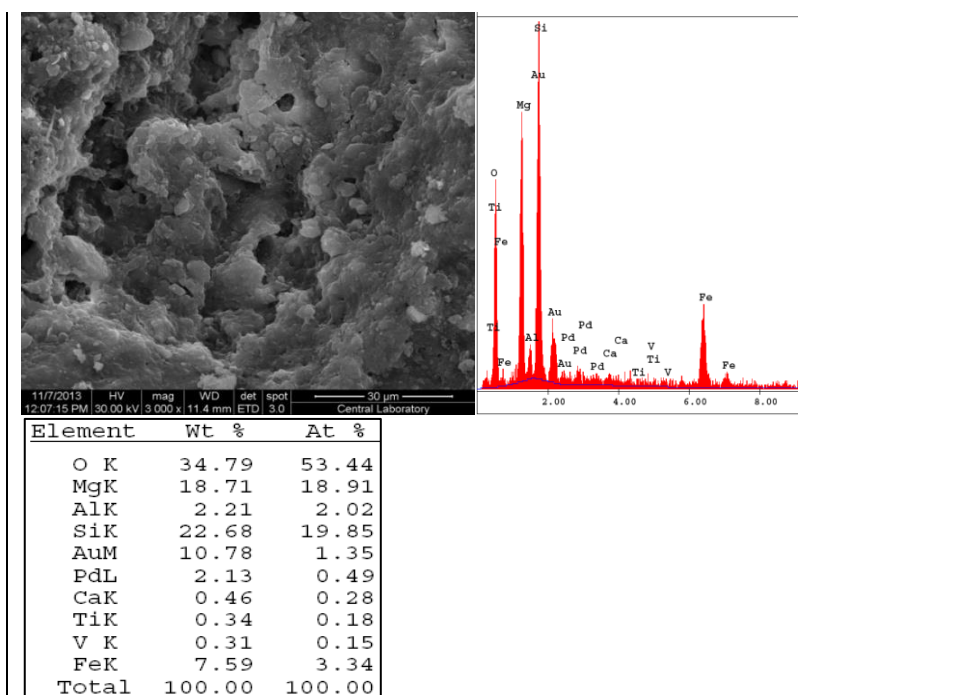 11/7/2013 HV mag WD det spot 30 µm
12:07:15 PM 30.00 kV 3 000 x 11.4 mm ETD 3.0 Central Laboratory
Si
Au
Mg
O
Ti
Fe
Ti
Fe
Al
Au
Au
Pd
Pd
Pd
Pd
Ca
Ca
Ti
V
Ti
V
Fe
Fe
2.00 4.00 6.00 8.00
Element Wt % At %
O K 34.79 53.44
MgK 18.71 18.91
AlK 2.21 2.02
SiK 22.68 19.85
AuM 10.78 1.35
PdL 2.13 0.49
CaK 0.46 0.28
TiK 0.34 0.18
V K 0.31 0.15
FeK 7.59 3.34
Total 100.00 100.00